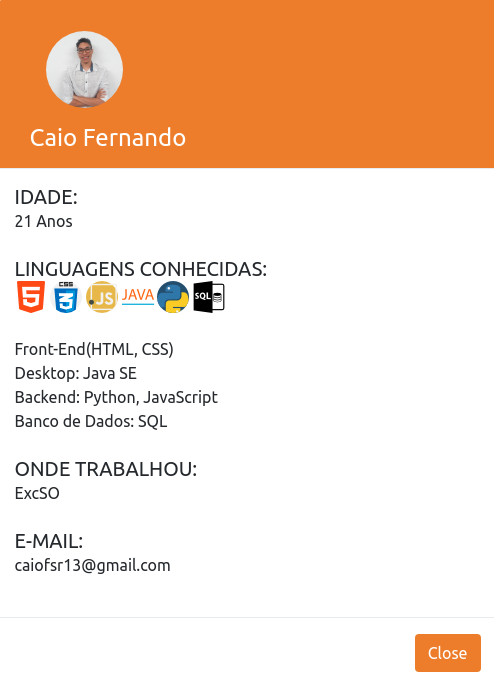 Caio Fernando
IDADE:
21 Anos
LINGUAGENS CONHECIDAS:
5 CSS 3 JS JAVA SQL
Front-End(HTML, CSS)
Desktop: Java SE
Backend: Python, JavaScript
Banco de Dados: SQL
ONDE TRABALHOU:
ExcSO
E-MAIL:
caiofsr13@gmail.com
Close